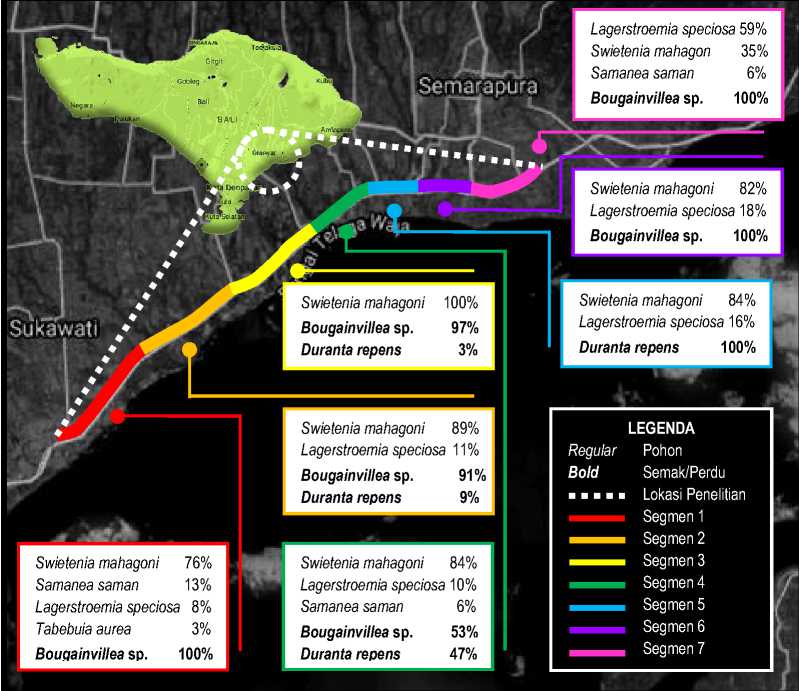 Lagerstroemia speciosa 59%
Swietenia mahagon 35%
Samanea saman 6%
Bougainvillea sp. 100%
Singaraja
Gitgit
Tejakula
Gobleg
Kubu
Negara
Bali
BALI
Amlapura
Gianyar
Kuta
Kuta Selatan
Semarapura
Swietenia mahagoni 82%
Lagerstroemia speciosa 18%
Bougainvillea sp. 100%
Telaga Waja
Swietenia mahagoni 100%
Bougainvillea sp. 97%
Duranta repens 3%
Swietenia mahagoni 84%
Lagerstroemia speciosa 16%
Duranta repens 100%
Sukawati
Swietenia mahagoni 89%
Lagerstroemia speciosa 11%
Bougainvillea sp. 91%
Duranta repens 9%
LEGENDA
Regular Pohon
Bold Semak/Perdu
Lokasi Penelitian
Segmen 1
Segmen 2
Segmen 3
Segmen 4
Segmen 5
Segmen 6
Segmen 7
Swietenia mahagoni 76%
Samanea saman 13%
Lagerstroemia speciosa 8%
Tabebuia aurea 3%
Bougainvillea sp. 100%
Swietenia mahagoni 84%
Lagerstroemia speciosa 10%
Samanea saman 6%
Bougainvillea sp. 53%
Duranta repens 47%